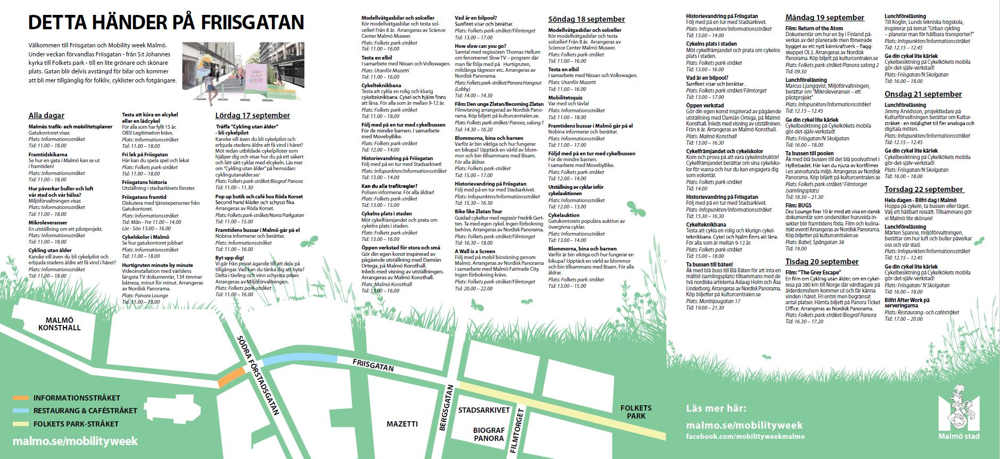 DETTA HÄNDER PÅ FRIISGATAN
Välkommen till Friisgatan och Mobility week Malmö.
Under veckan förvandlas Friisgatan - från S:t Johannes
kyrka till Folkets park - till en lite grönare och skönare
plats. Gatan blir delvis avstängd för bilar och kommer
att bli mer tillgänglig för folkliv, cyklister och fotgängare.
Alla dagar
Malmös trafik- och mobilitetsplaner
Gatukontoret visar.
Plats: Informationsstråket
Tid: 11.00 – 18.00
Framtidskikarna
Se hur en gata i Malmö kan se ut
i framtiden!
Plats: Informationsstråket
Tid: 11.00 – 18.00
Hur påverkar buller och luft
vår stad och vår hälsa?
Miljöförvaltningen visar.
Plats: Informationsstråket
Tid: 11.00 – 18.00
Mikroleveranser
En utställning om ett pilotprojekt.
Plats: Informationsstråket
Tid: 11.00 – 18.00
Cykling utan ålder
Kanske vill även du bli cykelpilot och
erbjuda stadens äldre att få vind i håret?
Plats: Informationsstråket
Tid: 11.00 – 18.00
Testa att köra en elcykel
eller en lådcykel
För alla som har fyllt 15 år.
OBS! Legitimation krävs.
Plats: Informationsstråket
Tid: 11.00 – 18.00
Fri lek på Friisgatan
Här kan du spela spel och leka!
Plats: Folkets park-stråket
Tid: 11.00 – 18.00
Friisgatans historia
Utställning i stadsarkivets fönster.
Friisgatans framtid
Diskutera med tjänstepersoner från
Gatukontoret.
Plats: Informationsstråket
Tid: Mån - Fre 11.00 – 14.00
Lör - Sön 13.00 – 16.00
Cykelskolor i Malmö
Se hur gatukontoret jobbar!
Plats: Informationsstråket
Tid: 11.00 – 18.00
Hurtigruten minute by minute
Videoinstallation med världens
längsta TV dokumentär, 134 timmar
båtresa, minut för minut. Arrangeras
av Nordisk Panorama.
Plats: Panora Lounge
Tid: 11.00 – 18.00
Lördag 17 september
Träffa ”Cykling utan ålder”
- bli cykelpilot
Kanske vill även du bli cykelpilot och
erbjuda stadens äldre att få vind i håret?
Möt redan utbildade cykelpiloter som
hjälper dig och visar hur du på ett säkert
och lätt sätt cyklar med elcykeln. Läs mer
om ”Cykling utan ålder” på hemsidan:
cyklingutanalder.se/
Plats: Folkets park-stråket/Biograf Panora
Tid: 11.00 – 11.30
Pop up butik och café hos Röda Korset
Second hand kläder och schysst fika.
Arrangeras av Röda Korset.
Plats: Folkets park-stråket/Norra Parkgatan
Tid: 11.00 – 15.00
Framtidens bussar i Malmö går på el
Nobina informerar och berättar.
Plats: Informationsstråket
Tid: 11.00 – 16.00
Byt upp dig!
Vi går från privat ägande till att dela på
tillgångar. Vad kan du tänka dig att byta?
Delta i tävling och vinn schyssta priser.
Arrangeras av Miljöförvaltningen.
Plats: Folkets park-stråket
Tid: 11.00 – 16.00
Modellvätgasbilar och solceller
Kör modellvätgasbilar och testa sol-
celler! Från 8 år. Arrangeras av Science
Center Malmö Museer.
Plats: Folkets park-stråket
Tid: 11.00 – 16.00
Testa en elbil
I samarbete med Nissan och Volkswagen.
Plats: Utanför Mazetti
Tid: 11.00 – 16.00
Cykelteknikbana
Testa att cykla en rolig och klurig
cykelteknikbana. Cykel och hjälm finns
att låna. För alla som är mellan 9-12 år.
Plats: Folkets park-stråket
Tid: 11.00 – 18.00
Följ med på en tur med cykelbussen
För de mindre barnen. I samarbete
med MovebyBike.
Plats: Folkets park-stråket
Tid: 12.00 – 14.00
Historievandring på Friisgatan
Följ med på en tur med Stadsarkivet!
Plats: Infopunkten/Informationsstråket
Tid: 13.00 – 14.00
Kan du alla trafikregler?
Polisen informerar. För alla åldrar!
Plats: Folkets park-stråket
Tid: 13.00 – 15.00
Cykelns plats i staden
Möt cykelfrämjandet och prata om
cykelns plats i staden.
Plats: Folkets park-stråket
Tid: 13.00 – 16.00
Öppen verkstad för stora och små
Gör din egen konst inspirerad av
pågående utställning med Damián
Ortega, på Malmö Konsthall.
Inleds med visning av utställningen.
Arrangeras av Malmö Konsthall.
Plats: Malmö Konsthall
Tid: 13.00 – 16.00
Vad är en bilpool?
Sunfleet visar och berättar.
Plats: Folkets park-stråket/Filmtorget
Tid: 13.00 – 17.00
How slow can you go?
Samtal med regissören Thomas Hellum
om fenomenet Slow TV – program där
man får följa med på Hurtigruten,
milslånga tågresor etc. Arrangeras av
Nordisk Panorama.
Plats: Folkets park-stråket/Panora Hangout
(Lobby)
Tid: 14.00 – 14.30
Film: Den unge Zlatan/Becoming Zlatan
Filmvisning arrangerad av Nordisk Pano-
rama. Köp biljett på kulturcentralen.se.
Plats: Folkets park-stråket/ Panora, salong 1
Tid: 14.30 – 16.20
Blommorna, bina och barnen
Varför är bin viktiga och hur fungerar
en bikupa? Upptäck en värld av blom-
mor och bin tillsammans med Bisam.
För alla åldrar.
Plats: Folkets park-stråket
Tid: 15.00 – 17.00
Historievandring på Friisgatan
Följ med på en tur med Stadsarkivet.
Plats: Infopunkten/Informationsstråket
Tid: 15.30 – 16.30
Bike like Zlatan Tour
Guidad cykeltur med regissör Fredrik Gert-
ten. Ta med egen cykel. Ingen förbokning
behövs. Arrangeras av Nordisk Panorama.
Plats: Folkets park-stråket/Filmtorget
Tid: 16.30 – 18.00
A Wall is a Screen
Följ med på mobil biovisning genom
Malmö. Arrangeras av Nordisk Panorama
i samarbete med Malmö Fairtrade City.
Ingen förbokning krävs.
Plats: Folkets park-stråket/Filmtorget
Tid: 20.00 – 22.00
Söndag 18 september
Modellvätgasbilar och solceller
Kör modellvätgasbilar och testa
solceller! Från 8 år. Arrangeras av
Science Center Malmö Museer.
Plats: Folkets park-stråket
Tid: 11.00 – 16.00
Testa en elbil
I samarbete med Nissan och Volkswagen.
Plats: Utanför Mazetti
Tid: 11.00 – 16.00
Mobilitetsquiz
Var med och tävla!
Plats: Informationsstråket
Tid: 11.00 – 18.00
Framtidens bussar i Malmö går på el
Nobina informerar och berättar.
Plats: Informationsstråket
Tid: 11.00 – 17.00
Följd med på en tur med cykelbussen
För de mindre barnen.
I samarbete med MovebyBike.
Plats: Folkets park-stråket
Tid: 12.00 – 14.00
Utställning av cyklar inför
cykelauktionen
Plats: Informationsstråket
Tid: 12.00 – 13.00
Cykelauktion
Gatukontorets populära auktion av
övergivna cyklar.
Plats: Informationsstråket
Tid: 13.00 – 14.00
Blommorna, bina och barnen
Varför är bin viktiga och hur fungerar en
bikupa? Upptäck en värld av blommor
och bin tillsammans med Bisam. För alla
åldrar.
Plats: Folkets park-stråket
Tid: 13.00 – 15.00
Historievandring på Friisgatan
Följ med på en tur med Stadsarkivet.
Plats: Infopunkten/Informationsstråket
Tid: 13.00 – 14.00
Cykelns plats i staden
Möt cykelfrämjandet och prata om cykelns
plats i staden.
Plats: Folkets park-stråket
Tid: 13.00 – 16.00
Vad är en bilpool?
Sunfleet visar och berättar .
Plats: Folkets park-stråket/Filmtorget
Tid: 13.00 – 17.00
Öppen verkstad
Gör din egen konst inspirerad av pågående
utställning med Damián Ortega, på Malmö
Konsthall. Inleds med visning av utställninen.
Från 8 år. Arrangeras av Malmö Konsthall.
Plats: Malmö Konsthall
Tid: 13.00 – 16.30
Cykelfrämjandet och cykelskolor
Kom och prova på att vara cykelinstruktör!
Cykelfrämjandet berättar om sina cykelsko-
lor för vuxna och hur du kan engagera dig
som volontär.
Plats: Folkets park-stråket
Tid: 14.00
Historievandring på Friisgatan
Följ med på en tur med Stadsarkivet.
Plats: Infopunkten/Informationsstråket
Tid: 15.30 – 16.30
Cykelteknikbana
Testa att cykla en rolig och klurign cykel-
teknikbana. Cykel och hjälm finns att låna.
För alla som är mellan 9-12 år.
Plats: Folkets park-stråket
Tid: 15.00 – 18.00
Ta bussen till båten!
Åk med blå buss till Blå Båten för att inta en
måltid (samlingsplats) tillsammans med de
två nordiska artisterna Aslaug Holm och Åsa
Linderborg. Arrangeras av Nordisk Panorama.
Köp biljetter på kulturcentralen.se
Plats: Monbijougatan 17
Tid: 19.00 – 21.30
Måndag 19 september
Film: Return of the Atom
Dokumentär om hur en by i Finland på-
verkas av det planerade men försenade
bygget av ett nytt kärnkraftverk – flagg-
skeppet OL3. Arrangeras av Nordisk
Panorama. Köp biljett på kulturcentralen.se
Plats: Folkets park-stråket/Panora salong 2
Tid: 09.30
Lunchföreläsning
Marcus Ljungqvist, Miljöförvaltningen,
berättar om ”Mikroleveranser – ett
pilotprojekt”
Plats: Infopunkten/Informationsstråket
Tid: 12.15 – 12.45
Ge din cykel lite kärlek
Cykelbesiktning på Cykelkökets mobila
gör-det-själv-verkstad!
Plats: Friisgatan/N Skolgatan
Tid: 16.00 – 18.00
Ta bussen till poolen
Åk med blå bussen till det blå poolvattnet i
Hylliebadet. Här kan du njuta av kortfilmer
i en annorlunda miljö. Arrangeras av Nordisk
Panorama. Köp biljett på kulturcentralen.se
Plats: Folkets park-stråket/ Filmtorget
(samlingsplats)
Tid: 18.30 – 21.30
Film: BUGS
Doc Lounge firar 10 år med att visa en dansk
dokumentär som undersöker huruvida in-
sekter blir framtidens föda. Film och kulina-
riskt event! Arrangeras av Nordisk Panorama.
Köp biljetter på kulturcentralen.se
Plats: Babel, Spångatan 38
Tid: 19.00
Tisdag 20 september
Film: ”The Grey Escape”
En film om Cykling utan ålder; om en cykel-
resa på 380 km till Norge där vårdtagare på
ålderdomshem kommer ut och får känna
vinden i håret. Fri entré men begränsat
antal platser. Hämta biljett på Panora Ticket
Office. Arrangeras av Nordisk Panorama.
Plats: Folkets park-stråket/Biograf Panora
Tid: 16.30 – 17.20
Lunchföreläsning
Till Koglin, Lunds tekniska högskola,
inspirerar på temat ”Urban cykling
– planerar man för hållbara transporter?”
Plats: Infopunkten/Informationsstråket
Tid: 12.15 – 12.45
Ge din cykel lite kärlek
Cykelbesiktning på Cykelkökets mobila
gör-det-själv-verkstad!
Plats: Friisgatan/N Skolgatan
Tid: 16.00 – 18.00
Onsdag 21 september
Lunchföreläsning
Jimmy Arvidsson, projektledare på
Kulturförvaltningen berättar om Kultur-
stråket - en möjlighet till fler analoga och
digitala möten.
Plats: Infopunkten/Informationsstråket
Tid: 12.15 – 12.45
Ge din cykel lite kärlek
Cykelbesiktning på Cykelkökets mobila
gör-det-själv-verkstad!
Plats: Friisgatan/N Skolgatan
Tid: 16.00 – 18.00
Torsdag 22 september
Hela dagen - Bilfri dag i Malmö
Hoppa på cykeln, ta bussen eller tåget.
Välj ett hållbart ressätt. Tillsammans gör
vi Malmö lite skönare!
Lunchföreläsning
Mårten Spanne, miljöförvaltningen,
berättar om hur luft och buller påverkar
oss och vår stad.
Plats: Infopunkten/Informationsstråket
Tid: 12.15 – 12.45
Ge din cykel lite kärlek
Cykelbesiktning på Cykelkökets mobila
gör-det-själv-verkstad!
Plats: Friisgatan/ N Skolgatan
Tid: 16.00 – 18.00
Bilfri After Work på
serveringarna
Plats: Restaurang- och caféstråket
Tid: 17.00 – 20.00
MALMÖ
KONSTHALL
SÖDRA FÖRSTADSGATAN
FRIISGATAN
MAZETTI
BERGSGATAN
STADSARKIVET
BIOGRAF
PANORA
FILMTORGET
FOLKETS
PARK
INFORMATIONSSTRÅKET
RESTAURANG & CAFÉSTRÅKET
FOLKETS PARK-STRÅKET
malmo.se/mobilityweek
Läs mer här:
malmo.se/mobilityweek
facebook.com/mobilityweekmalmo
Malmö stad